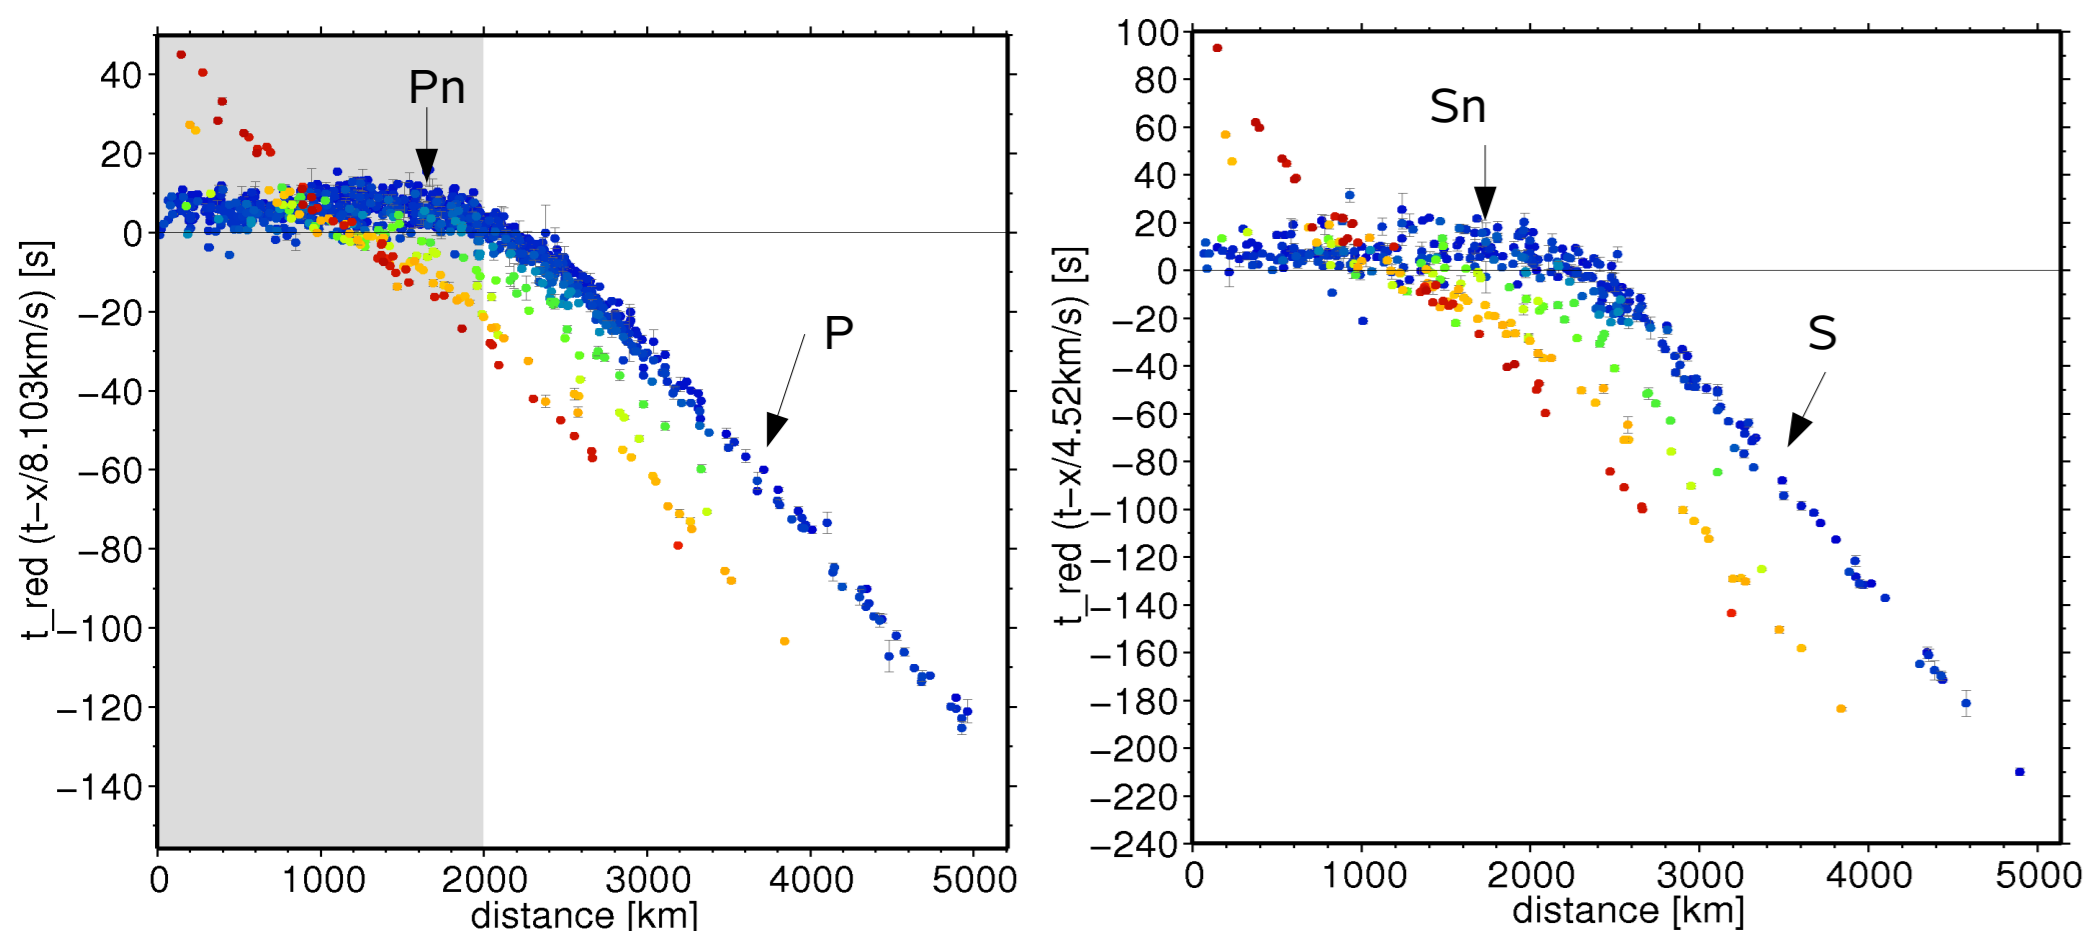 40
20
0
−20
−40
−60
−80
−100
−120
−140
t_red (t−x/8.103km/s) [s]
Pn
P
0 1000 2000 3000 4000 5000
distance [km]
100
80
60
40
20
0
−20
−40
−60
−80
−100
−120
−140
−160
−180
−200
−220
−240
t_red (t−x/4.52km/s) [s]
Sn
S
0 1000 2000 3000 4000 5000
distance [km]